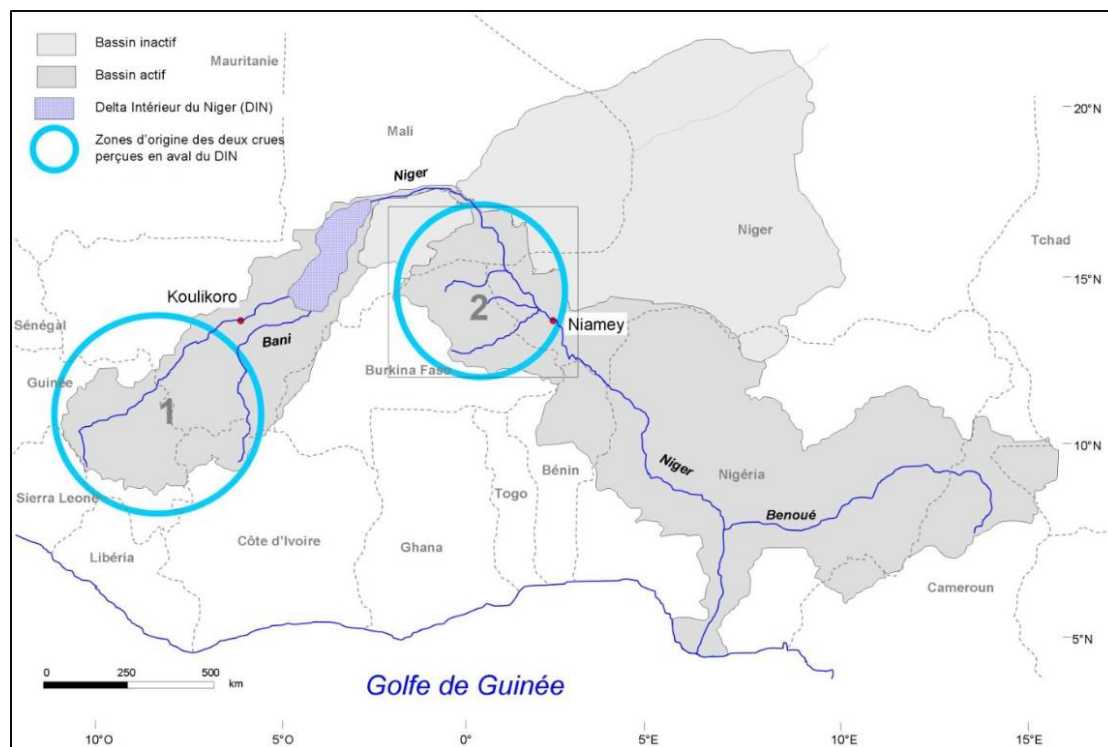 Bassin inactif
Bassin actif
Delta Intérieur du Niger (DIN)
Zones d'origine des deux crues
perçues en aval du DIN
Mauritanie
Mali
Niger
Niger
Tchad
20°N
15°N
10°N
5°N
Koulikoro
Sénégal
Bani
Guinée
1
2
Niamey
Burkina Faso
Sierra Leone
Libéria
Côte d'Ivoire
Ghana
Togo
Bénin
Niger
Nigéria
Benoué
Cameroun
0 250 500
km
Golfe de Guinée
10°O
5°O
0°
5°E
10°E
15°E